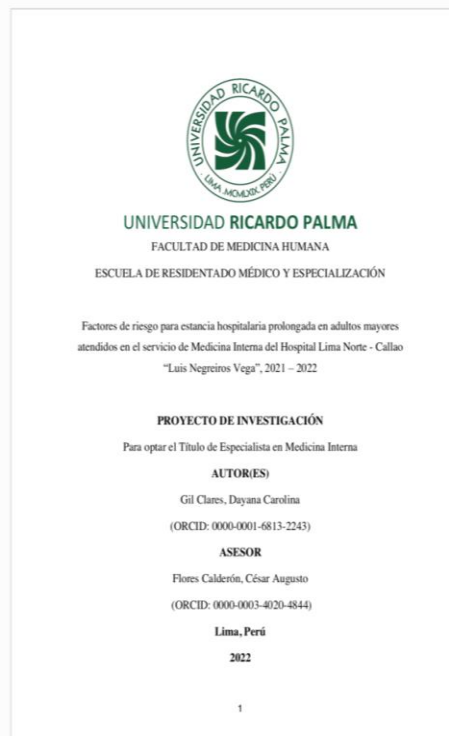 UNIVERSIDAD RICARDO PALMA
LIMA MCMLXIX PERÚ
UNIVERSIDAD RICARDO PALMA
FACULTAD DE MEDICINA HUMANA
ESCUELA DE RESIDENTADO MÉDICO Y ESPECIALIZACIÓN
Factores de riesgo para estancia hospitalaria prolongada en adultos mayores
atendidos en el servicio de Medicina Interna del Hospital Lima Norte - Callao
“Luis Negreiros Vega”, 2021 – 2022
PROYECTO DE INVESTIGACIÓN
Para optar el Título de Especialista en Medicina Interna
AUTOR(ES)
Gil Clares, Dayana Carolina
(ORCID: 0000-0001-6813-2243)
ASESOR
Flores Calderón, César Augusto
(ORCID: 0000-0003-4020-4844)
Lima, Perú
2022
1